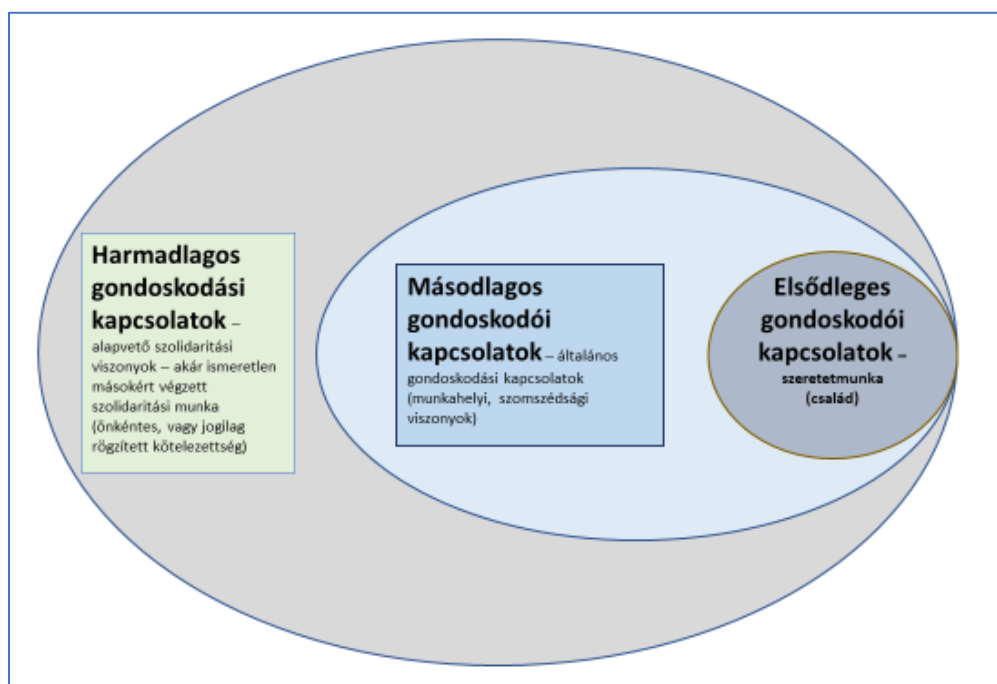 Harmadlagos
gondoskodási
kapcsolatok –
alapvető szolidaritási
viszonyok – akár ismeretlen
másokért végzett
szolidaritási munka
(önkéntes, vagy jogilag
rögzített kötelezettség)
Másodlagos
gondoskodói
kapcsolatok – általános
gondoskodási kapcsolatok
(munkahelyi, szomszédsági
viszonyok)
Elsődleges
gondoskodói
kapcsolatok –
szeretetmunka
(család)